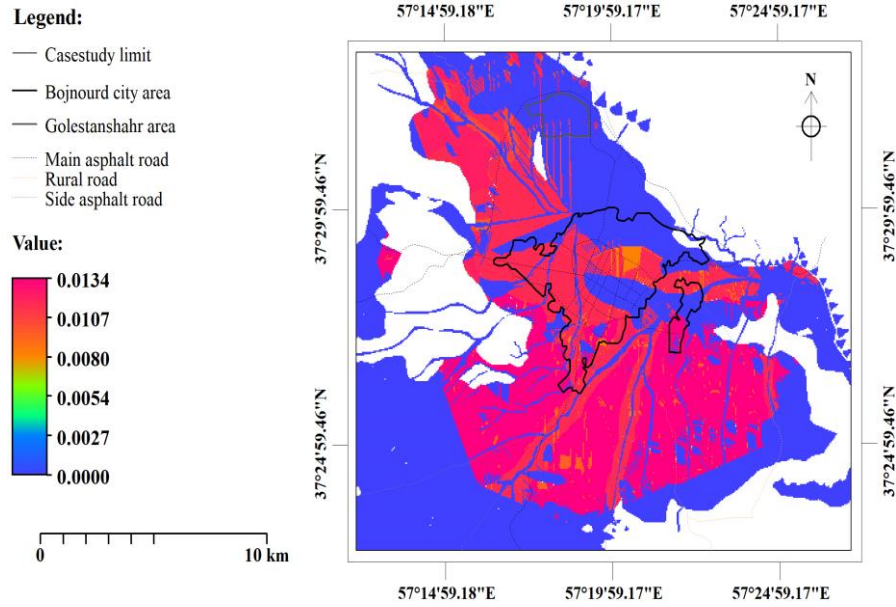 Legend:
Casestudy limit
Bojnourd city area
Golestanshahr area
Main asphalt road
Rural road
Side asphalt road
Value:
0.0134
0.0107
0.0080
0.0054
0.0027
0.0000
0 10 km
57°14'59.18"E 57°19'59.17"E 57°24'59.17"E
N
37°29'59.46"N 37°29'59.46"N
37°24'59.46"N 37°24'59.46"N
57°14'59.18"E 57°19'59.17"E 57°24'59.17"E